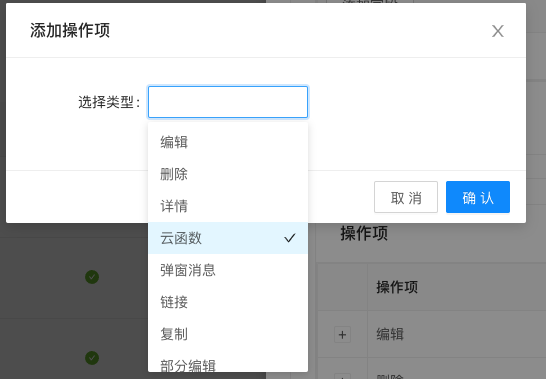 添加操作项
选择类型:
编辑
删除
详情
云函数
弹窗消息
链接
复制
部分编辑
取 消
确 认
操作项
操作项
+ 编辑